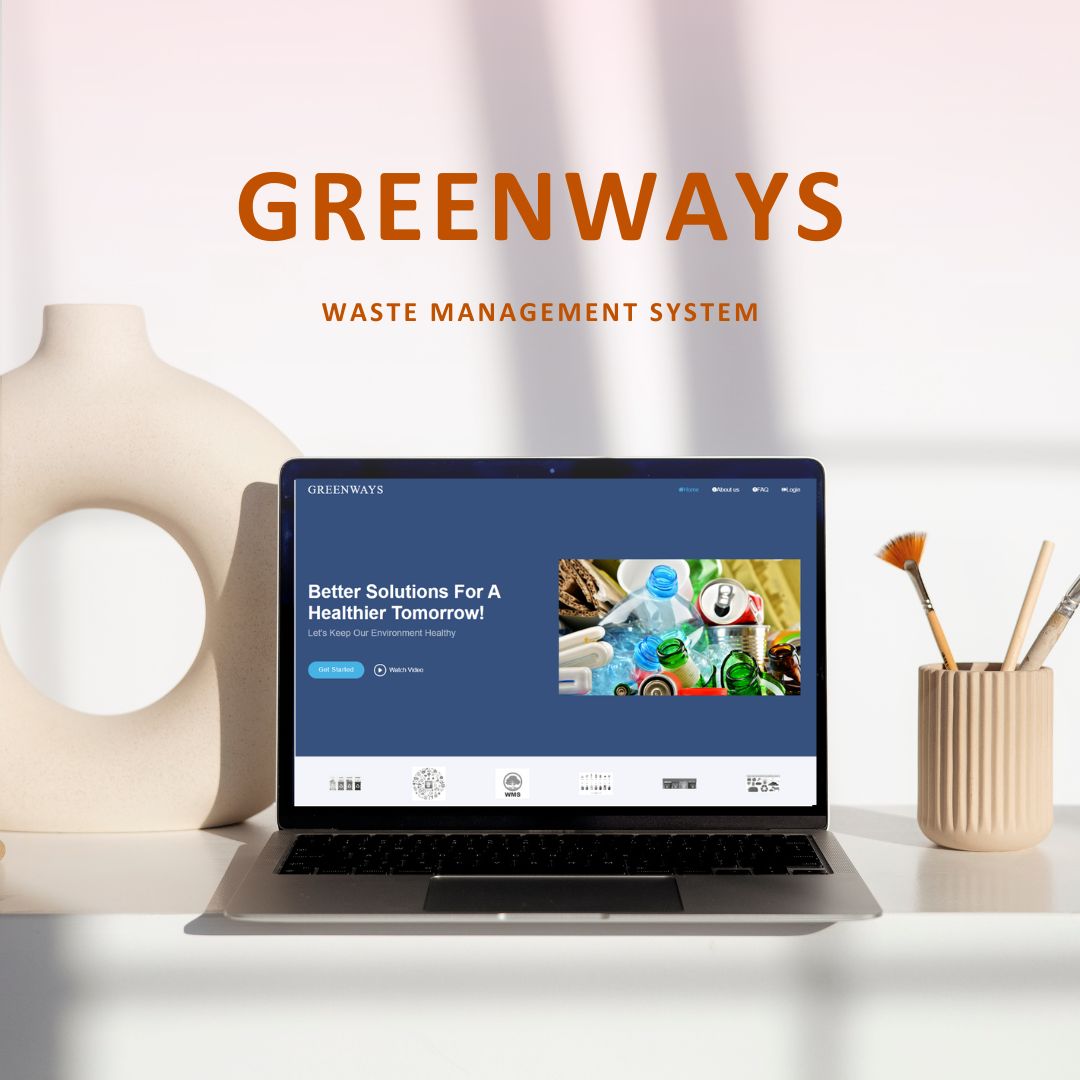 GREENWAYS
WASTE MANAGEMENT SYSTEM
GREENWAYS
Home About us FAQ Login
Better Solutions For A
Healthier Tomorrow!
Let's Keep Our Environment Healthy
Get Started Watch Video
WMS